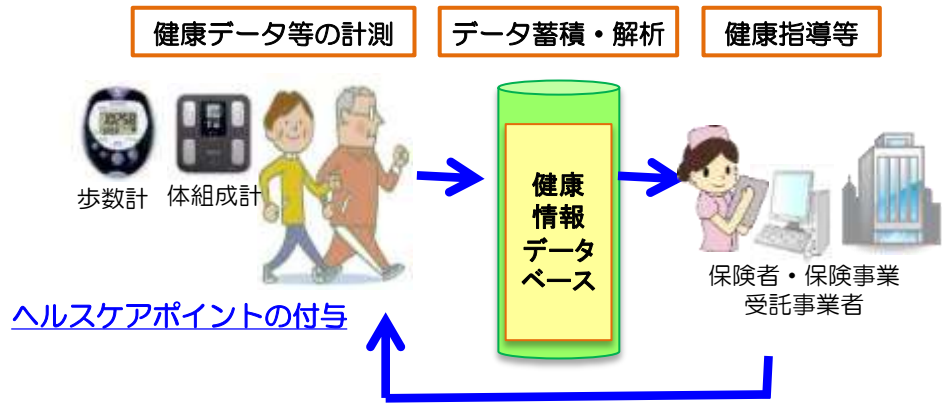 健康データ等の計測
データ蓄積・解析
健康指導等
歩数計
体組成計
健康
情報
データ
ベース
保険者・保険事業
受託事業者
ヘルスケアポイントの付与